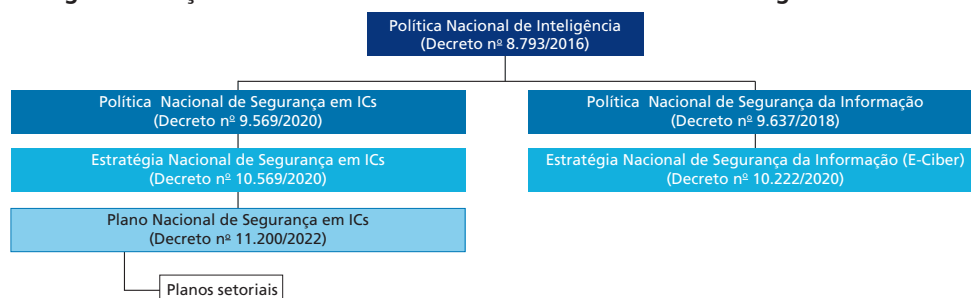 Política Nacional de Inteligência
(Decreto nº 8.793/2016)
Política Nacional de Segurança em ICs
(Decreto nº 9.569/2020)
Política Nacional de Segurança da Informação
(Decreto nº 9.637/2018)
Estratégia Nacional de Segurança em ICs
(Decreto nº 10.569/2020)
Estratégia Nacional de Segurança da Informação (E-Ciber)
(Decreto nº 10.222/2020)
Plano Nacional de Segurança em ICs
(Decreto nº 11.200/2022)
Planos setoriais